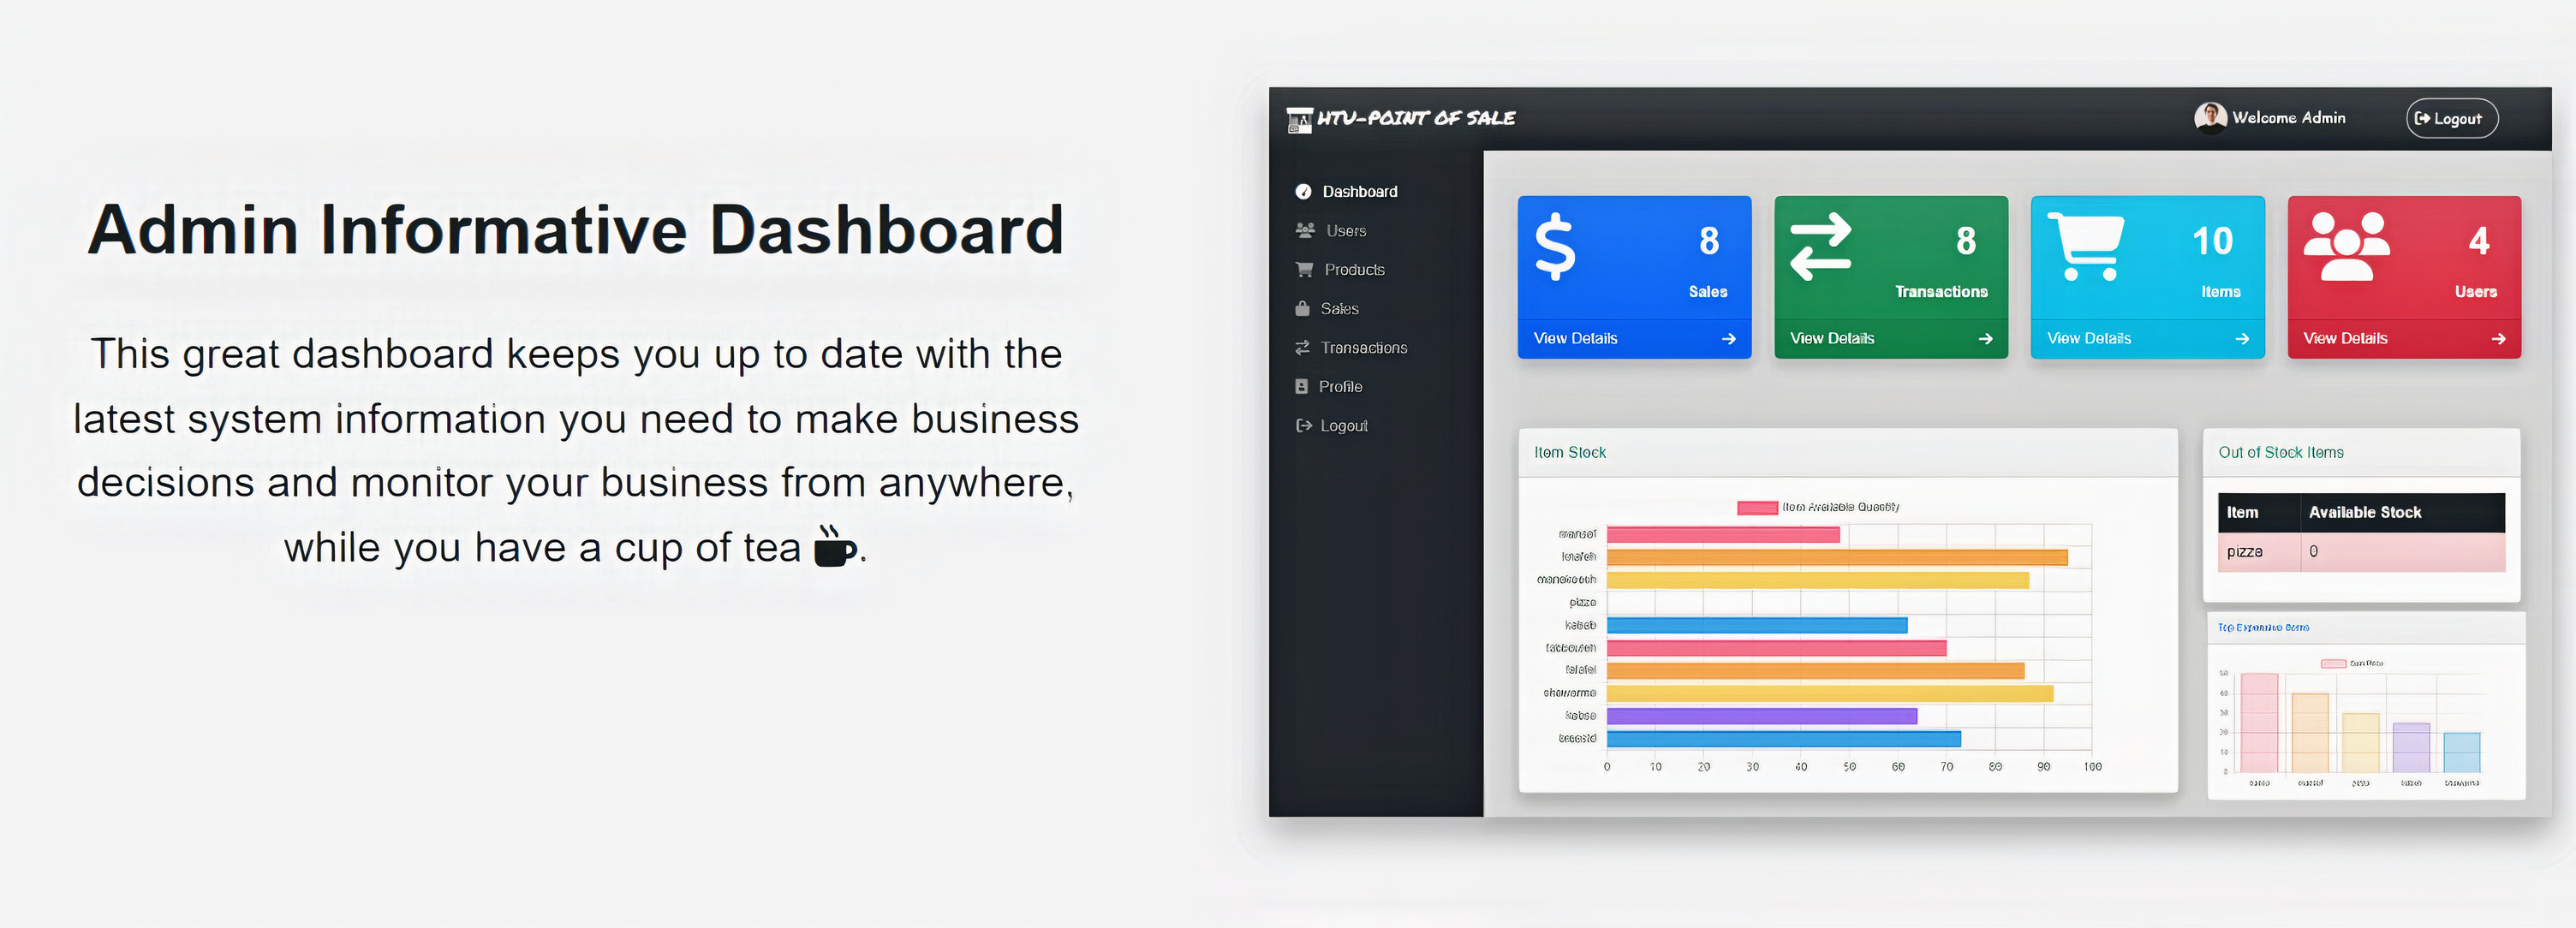 Admin Informative Dashboard
This great dashboard keeps you up to date with the
latest system information you need to make business
decisions and monitor your business from anywhere,
while you have a cup of tea .
HTU-POINT OF SALE
Welcome Admin
Logout
Dashboard
Users
Products
Sales
Transactions
Profile
Logout
8
Sales
View Details
8
Transactions
View Details
10
Items
View Details
4
Users
View Details
Item Stock
Item Available Quantity
mansaf
knafeh
pizza
kabab
falafel
shawarma
0 10 20 30 40 50 60 70 80 90 100
Out of Stock Items
Item Available Stock
pizza 0
Top Expensive Items